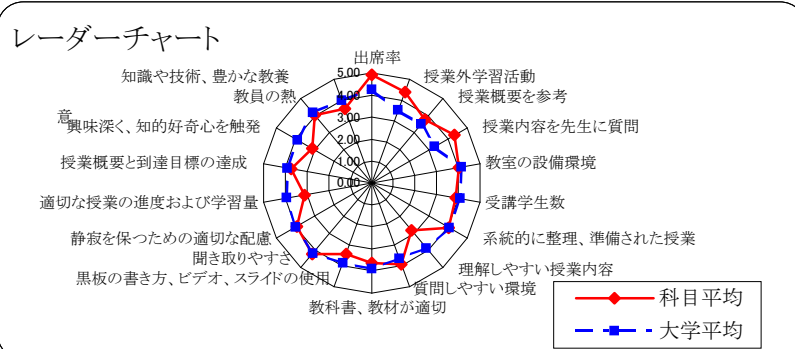 レーダーチャート
出席率
授業外学習活動
授業概要を参考
授業内容を先生に質問
教室の設備環境
受講学生数
系統的に整理、準備された授業
理解しやすい授業内容
質問しやすい環境
教科書、教材が適切
黒板の書き方、ビデオ、スライドの使用
聞き取りやすさ
静寂を保つための適切な配慮
適切な授業の進度および学習量
授業概要と到達目標の達成
興味深く、知的好奇心を触発
教員の熱
意
知識や技術、豊かな教養
5.00
4.00
3.00
2.00
1.00
0.00
科目平均
大学平均